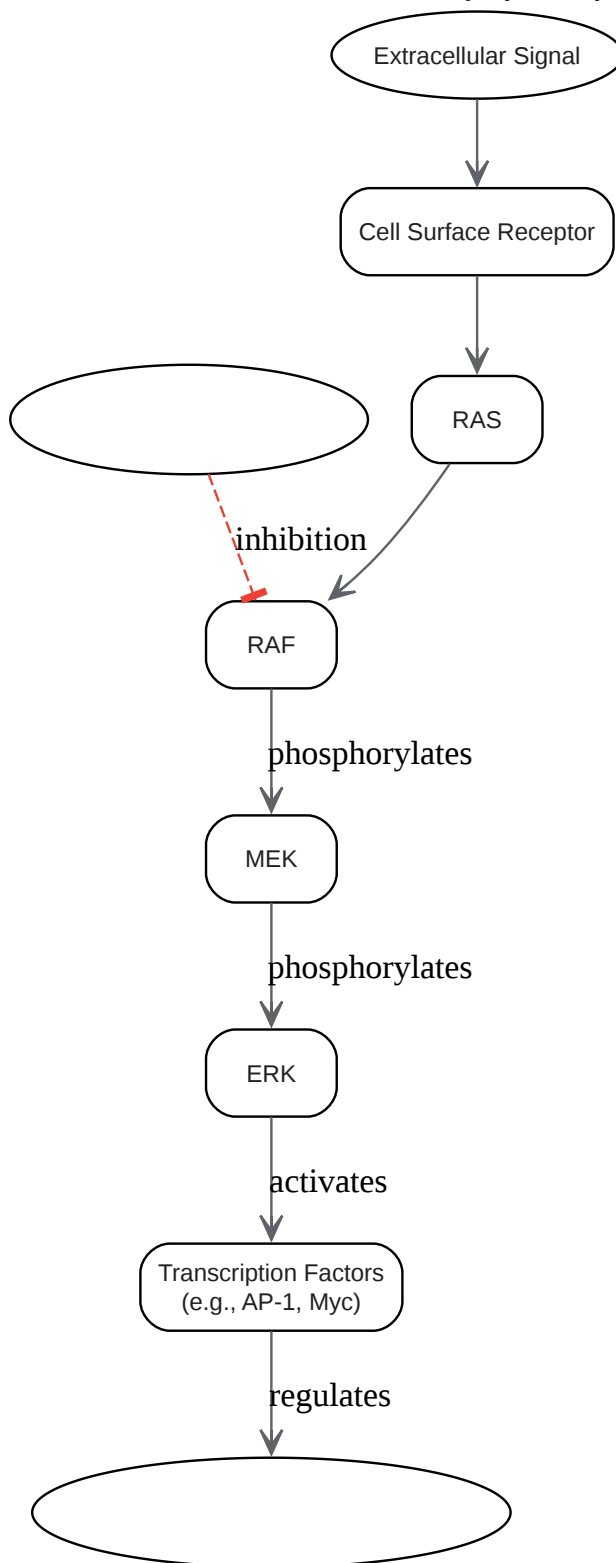 Extracellular Signal
Cell Surface Receptor
RAS
inhibition
RAF
phosphorylates
MEK
phosphorylates
ERK
activates
Transcription Factors
(e.g., AP-1, Myc)
regulates